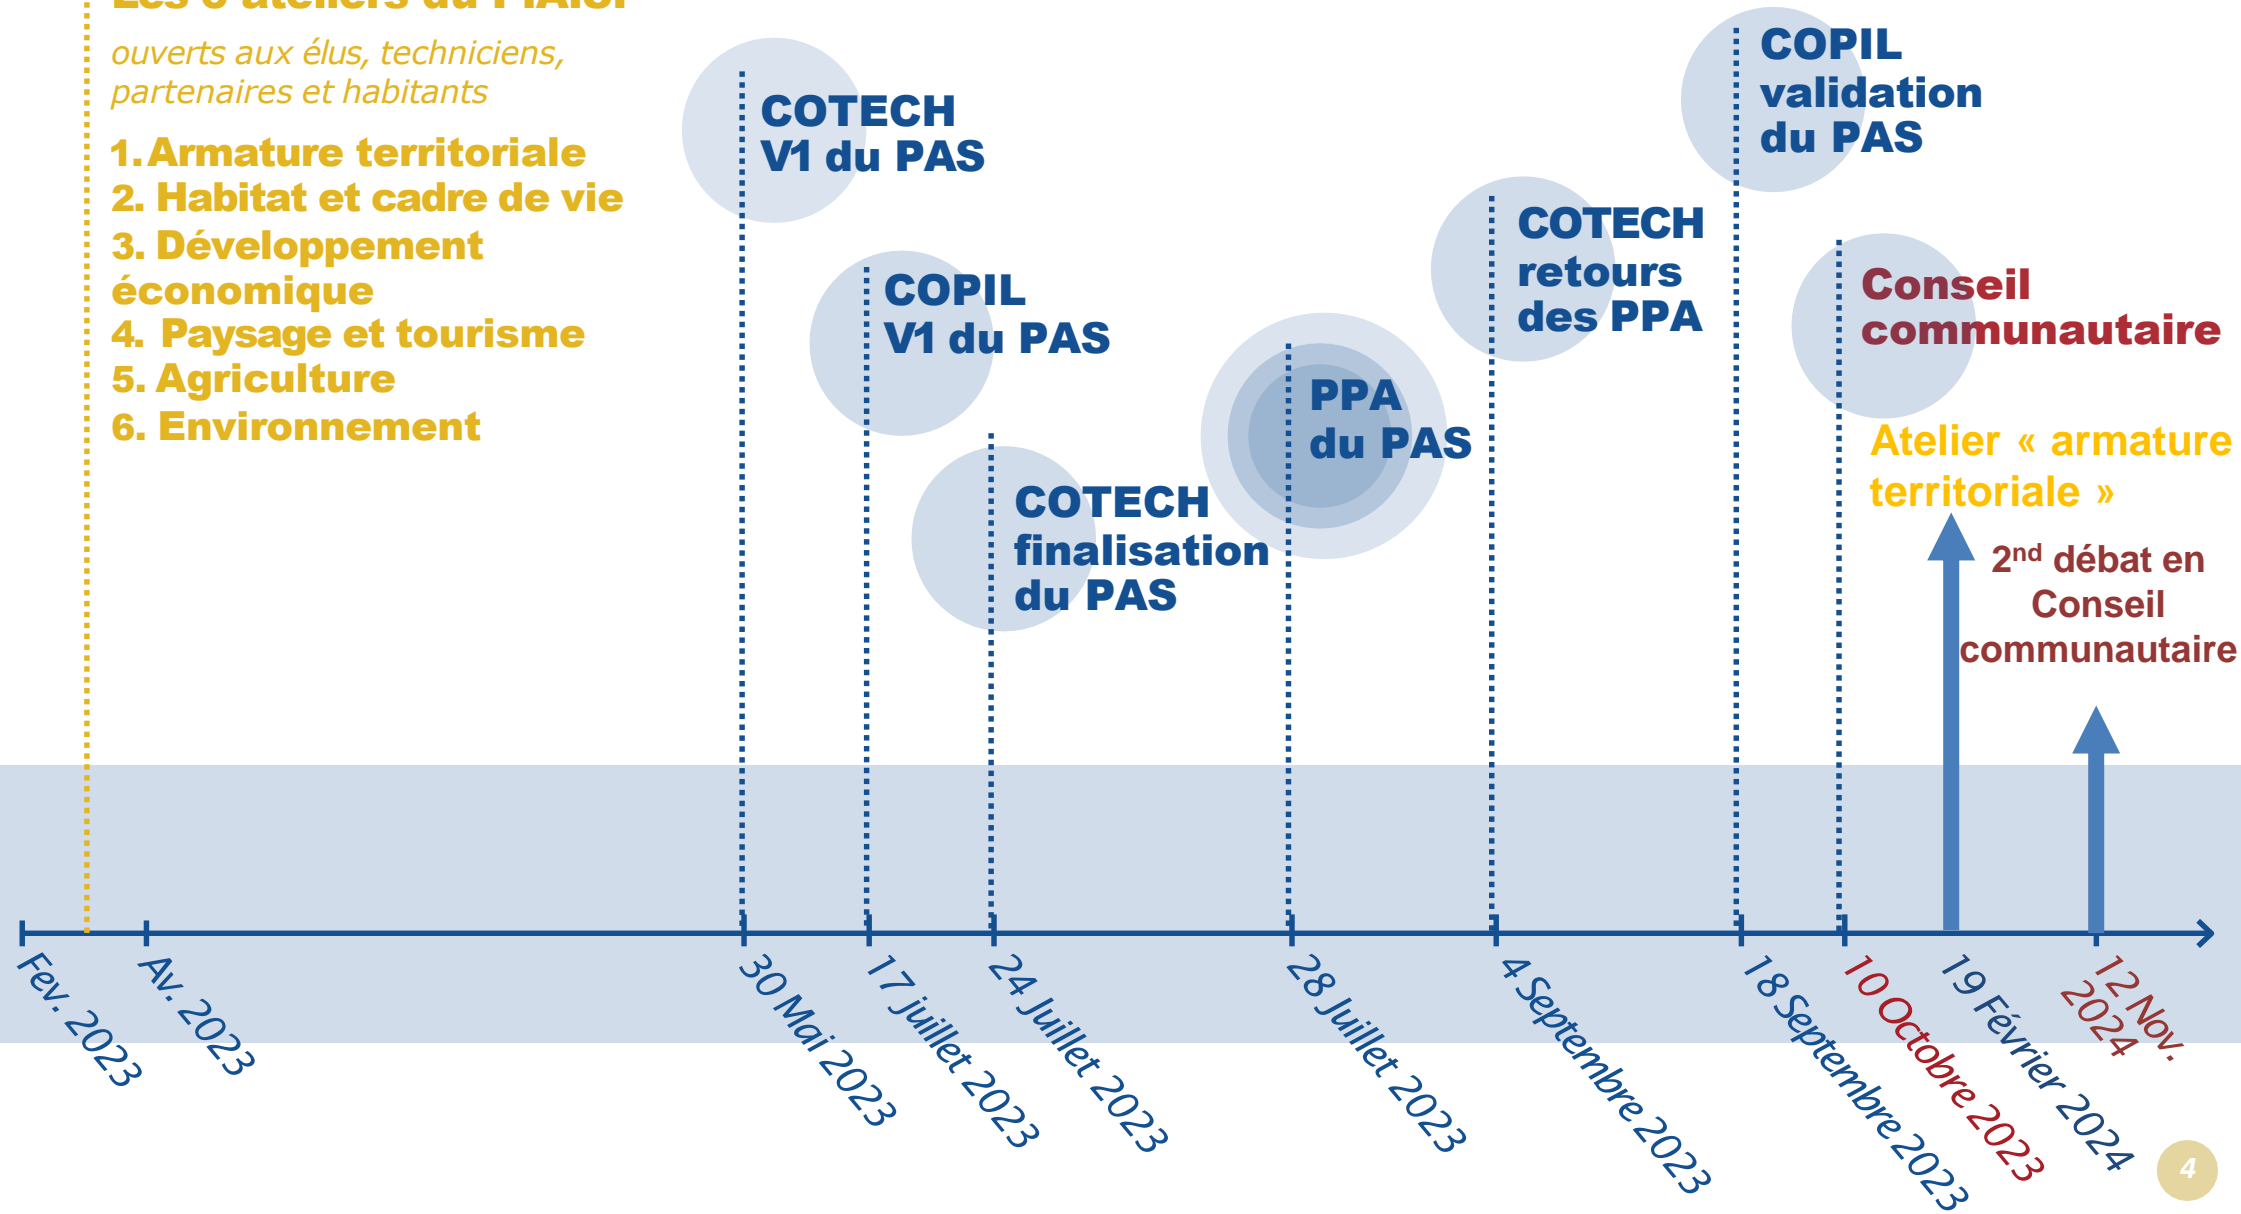 ouverts aux élus, techniciens,
partenaires et habitants
1. Armature territoriale
2. Habitat et cadre de vie
3. Développement
économique
4. Paysage et tourisme
5. Agriculture
6. Environnement
COTECH
V1 du PAS
COPIL
V1 du PAS
COTECH
finalisation
du PAS
PPA
du PAS
COTECH
retours
des PPA
COPIL
validation
du PAS
Conseil
communautaire
Atelier « armature
territoriale »
2nd débat en
Conseil
communautaire
Fev. 2023
Av. 2023
30 Mai 2023
17 juillet 2023
24 Juillet 2023
28 Juillet 2023
4 Septembre 2023
18 Septembre 2023
10 Octobre 2023
19 Février 2024
12 Nov.
2024
4